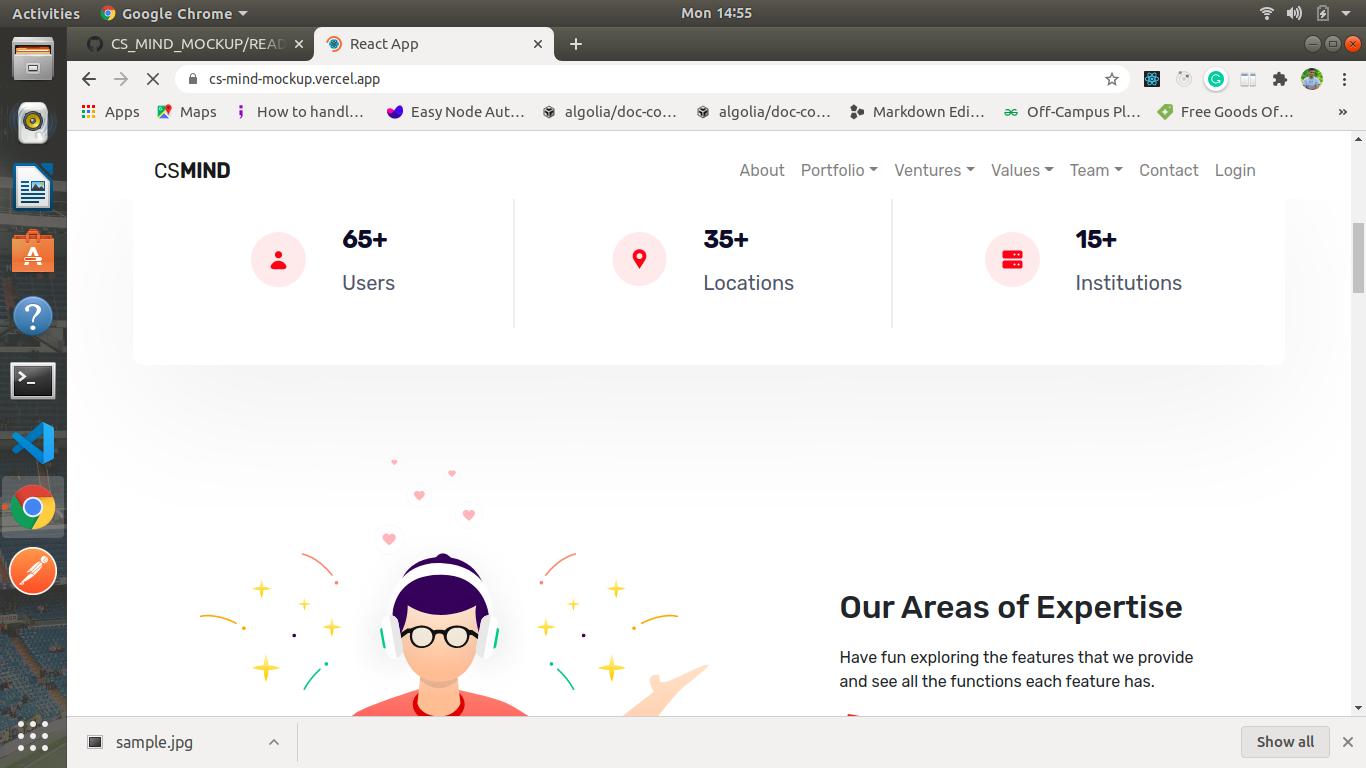 Activities Google Chrome Mon 14:55
CS_MIND_MOCKUP/READ React App
cs-mind-mockup.vercel.app
Apps Maps How to handl… Easy Node Aut… algolia/doc-co… algolia/doc-co… Markdown Edi… Off-Campus Pl… Free Goods Of… »
CSMIND About Portfolio Ventures Values Team Contact Login
65+ 35+ 15+
Users Locations Institutions
Our Areas of Expertise
Have fun exploring the features that we provide
and see all the functions each feature has.
sample.jpg Show all